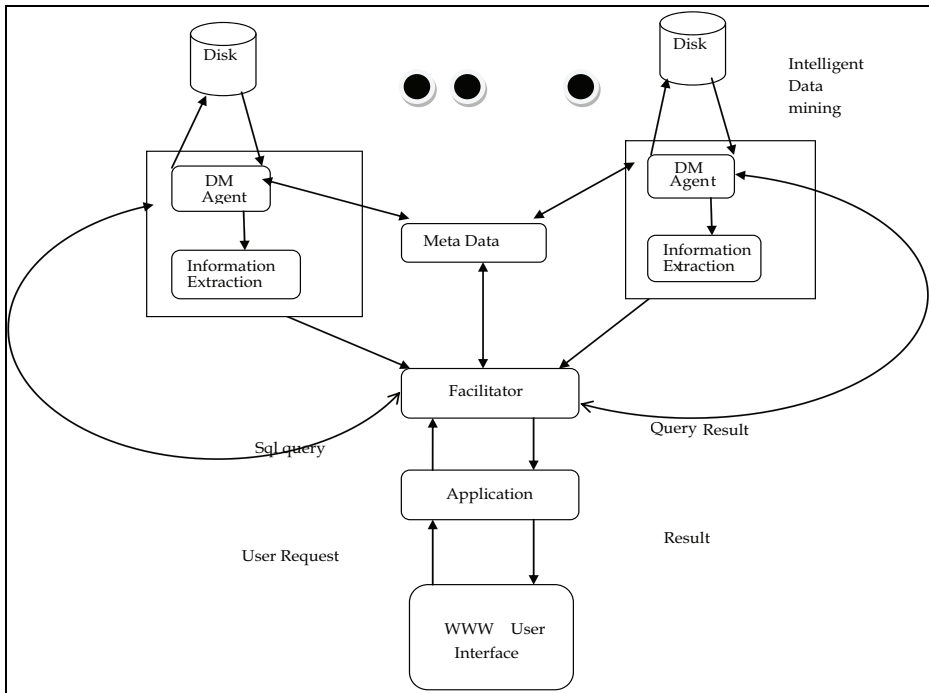 Disk
Disk
Intelligent
Data
mining
DM
Agent
DM
Agent
Meta Data
Information
Extraction
Information
Extraction
Facilitator
Sql query
Query Result
Application
User Request
Result
WWW User
Interface